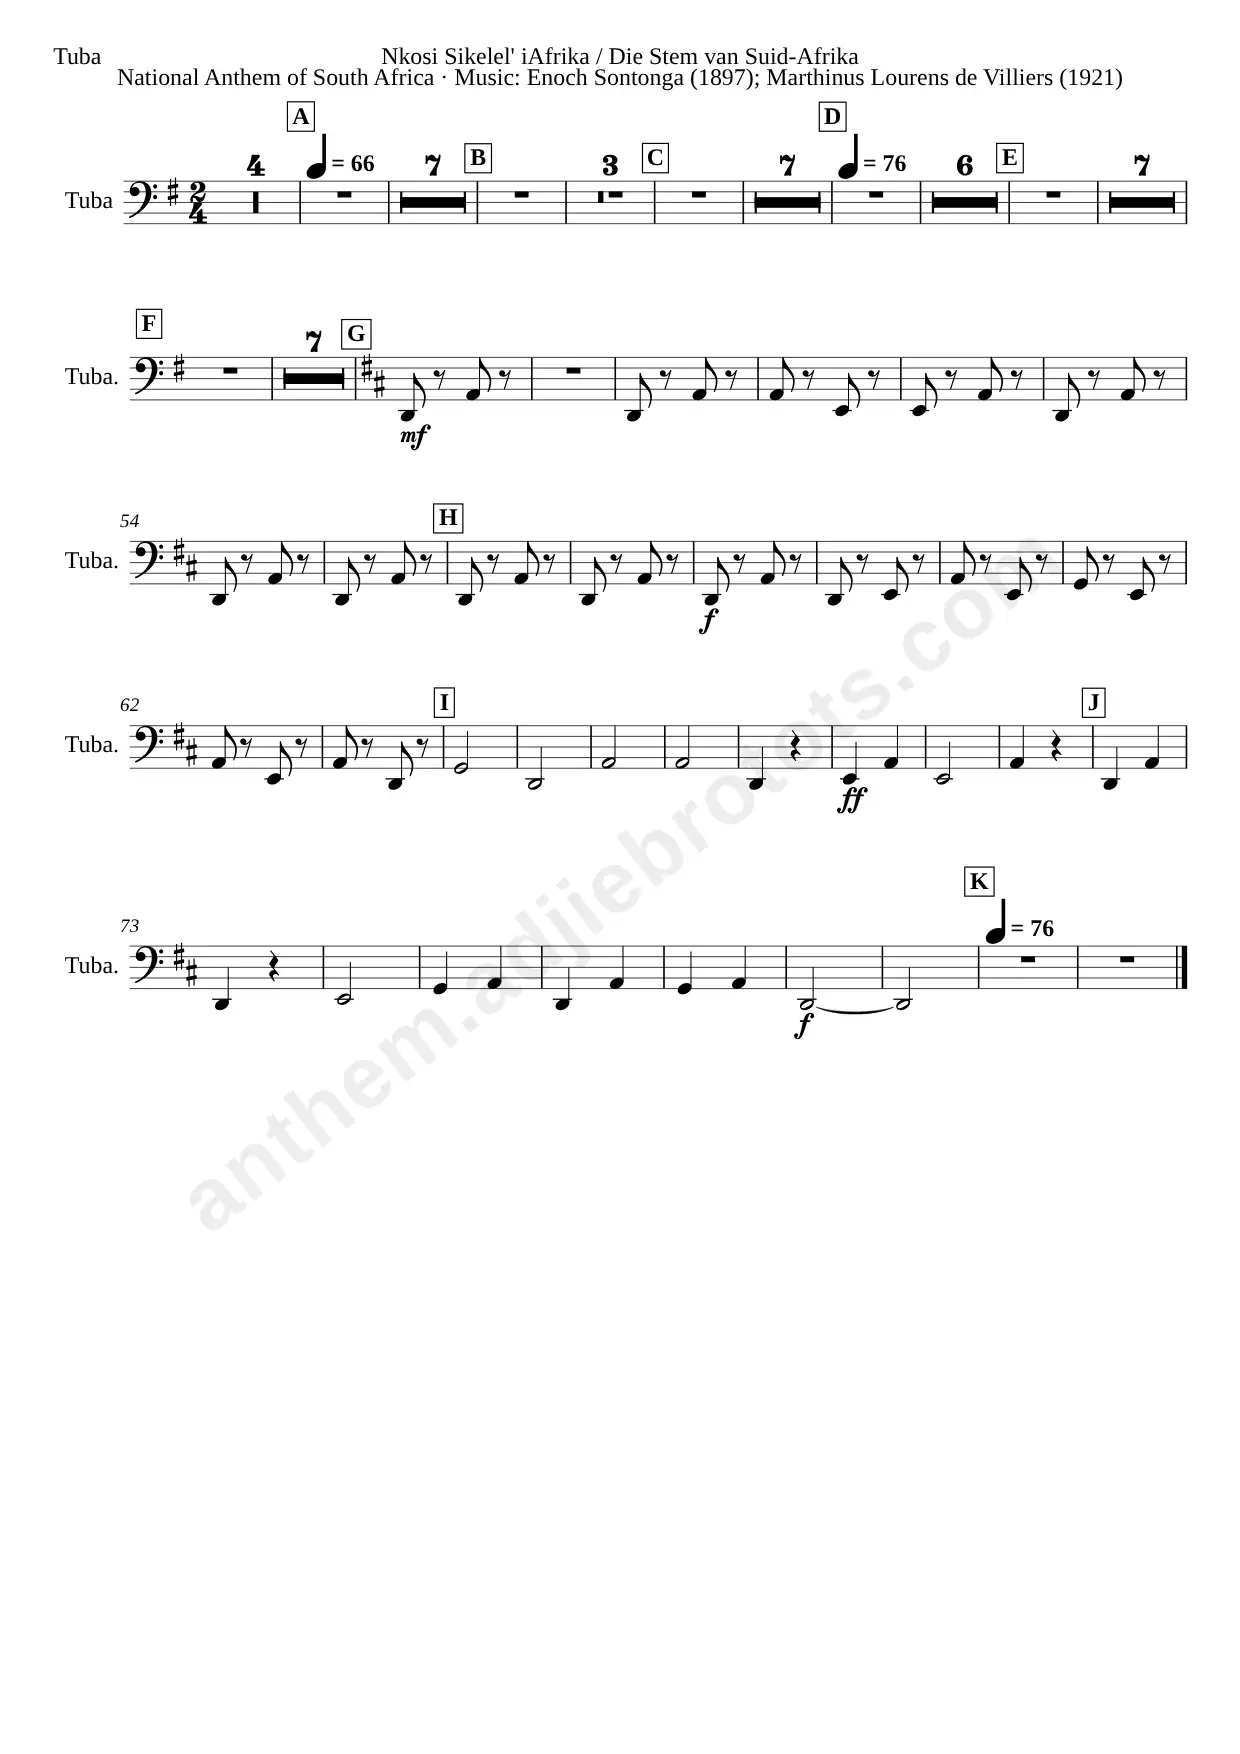 Tuba
Nkosi Sikelel' iAfrika / Die Stem van Suid-Afrika
National Anthem of South Africa · Music: Enoch Sontonga (1897); Marthinus Lourens de Villiers (1921)
A
D
4
= 66
7
B
3
C
7
= 76
6
E
7
Tuba
2
4
F
7
G
Tuba.
mf
54
H
Tuba.
f
62
I
J
Tuba.
ff
K
73
= 76
Tuba.
f
anthem.adjiebrotots.com